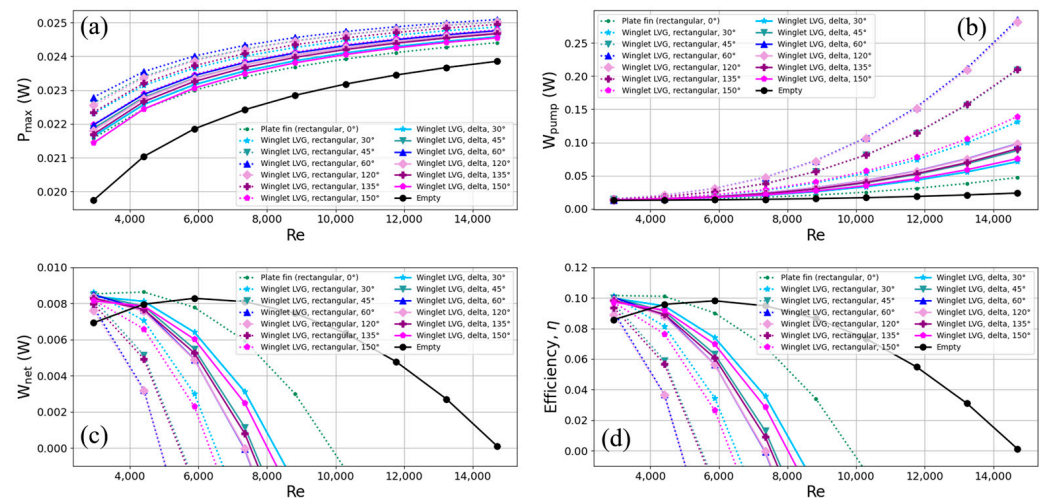 (a)
P_max (W)
0.025
0.024
0.023
0.022
0.021
0.020
Plate fin (rectangular, 0°)
Winglet LVG, rectangular, 30°
Winglet LVG, rectangular, 45°
Winglet LVG, rectangular, 60°
Winglet LVG, rectangular, 120°
Winglet LVG, rectangular, 135°
Winglet LVG, rectangular, 150°
Winglet LVG, delta, 30°
Winglet LVG, delta, 45°
Winglet LVG, delta, 60°
Winglet LVG, delta, 120°
Winglet LVG, delta, 135°
Winglet LVG, delta, 150°
Empty
4,000 6,000 8,000 10,000 12,000 14,000
Re
(b)
W_pump (W)
0.25
0.20
0.15
0.10
0.05
0.00
Plate fin (rectangular, 0°)
Winglet LVG, rectangular, 30°
Winglet LVG, rectangular, 45°
Winglet LVG, rectangular, 60°
Winglet LVG, rectangular, 120°
Winglet LVG, rectangular, 135°
Winglet LVG, rectangular, 150°
Winglet LVG, delta, 30°
Winglet LVG, delta, 45°
Winglet LVG, delta, 60°
Winglet LVG, delta, 120°
Winglet LVG, delta, 135°
Winglet LVG, delta, 150°
Empty
4,000 6,000 8,000 10,000 12,000 14,000
Re
(c)
W_net (W)
0.010
0.008
0.006
0.004
0.002
0.000
Plate fin (rectangular, 0°)
Winglet LVG, rectangular, 30°
Winglet LVG, rectangular, 45°
Winglet LVG, rectangular, 60°
Winglet LVG, rectangular, 120°
Winglet LVG, rectangular, 135°
Winglet LVG, rectangular, 150°
Winglet LVG, delta, 30°
Winglet LVG, delta, 45°
Winglet LVG, delta, 60°
Winglet LVG, delta, 120°
Winglet LVG, delta, 135°
Winglet LVG, delta, 150°
Empty
4,000 6,000 8,000 10,000 12,000 14,000
Re
(d)
Efficiency, η
0.12
0.10
0.08
0.06
0.04
0.02
0.00
Plate fin (rectangular, 0°)
Winglet LVG, rectangular, 30°
Winglet LVG, rectangular, 45°
Winglet LVG, rectangular, 60°
Winglet LVG, rectangular, 120°
Winglet LVG, rectangular, 135°
Winglet LVG, rectangular, 150°
Winglet LVG, delta, 30°
Winglet LVG, delta, 45°
Winglet LVG, delta, 60°
Winglet LVG, delta, 120°
Winglet LVG, delta, 135°
Winglet LVG, delta, 150°
Empty
4,000 6,000 8,000 10,000 12,000 14,000
Re